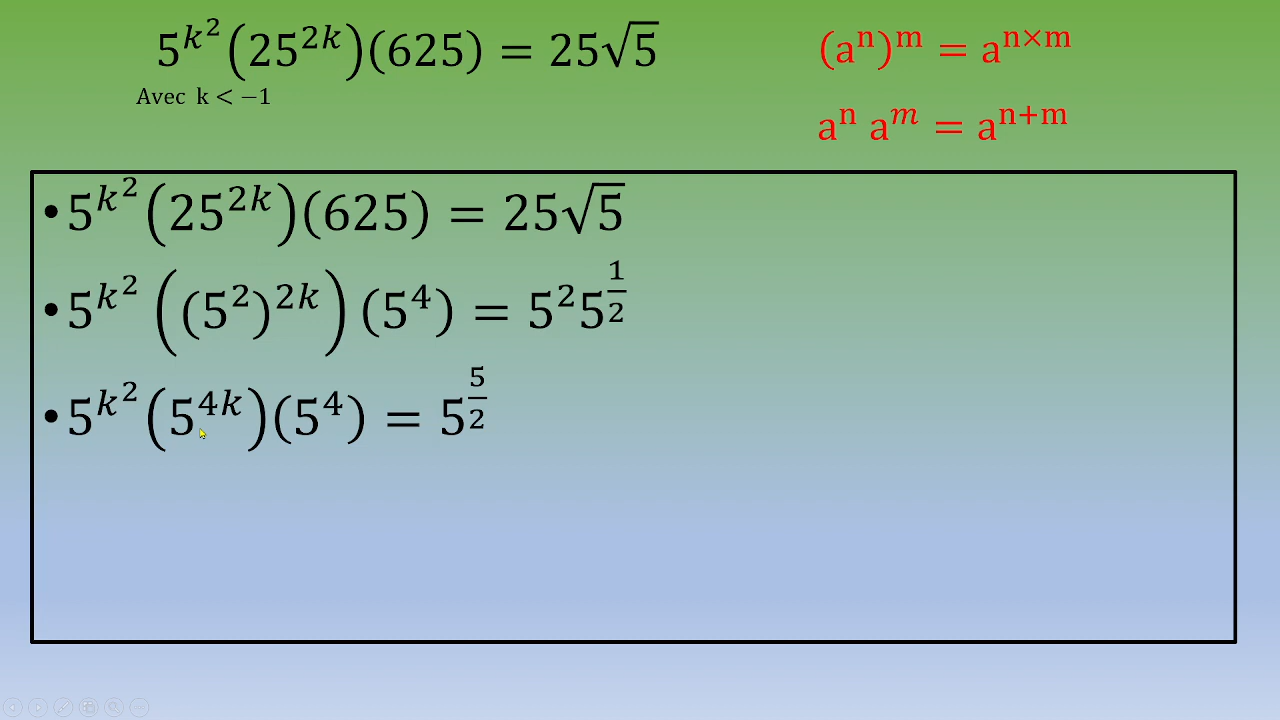 5^{k^2}(25^{2k})(625) = 25√5
Avec k < −1
(a^n)^m = a^{n×m}
a^n a^m = a^{n+m}
• 5^{k^2}(25^{2k})(625) = 25√5
• 5^{k^2}((5^2)^{2k})(5^4) = 5^2 5^{1/2}
• 5^{k^2}(5^{4k})(5^4) = 5^{5/2}